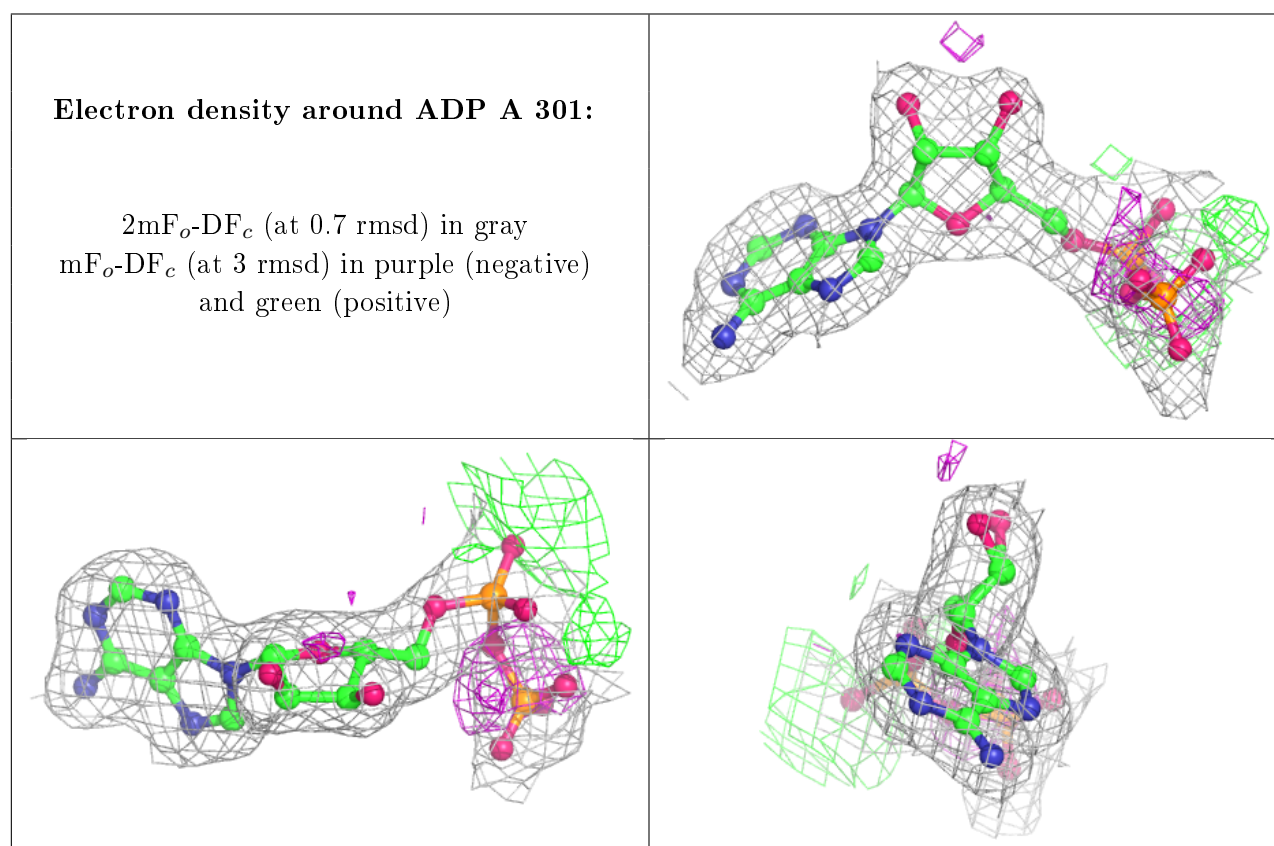 Electron density around ADP A 301:
2mFo-DFc (at 0.7 rmsd) in gray
mFo-DFc (at 3 rmsd) in purple (negative)
and green (positive)